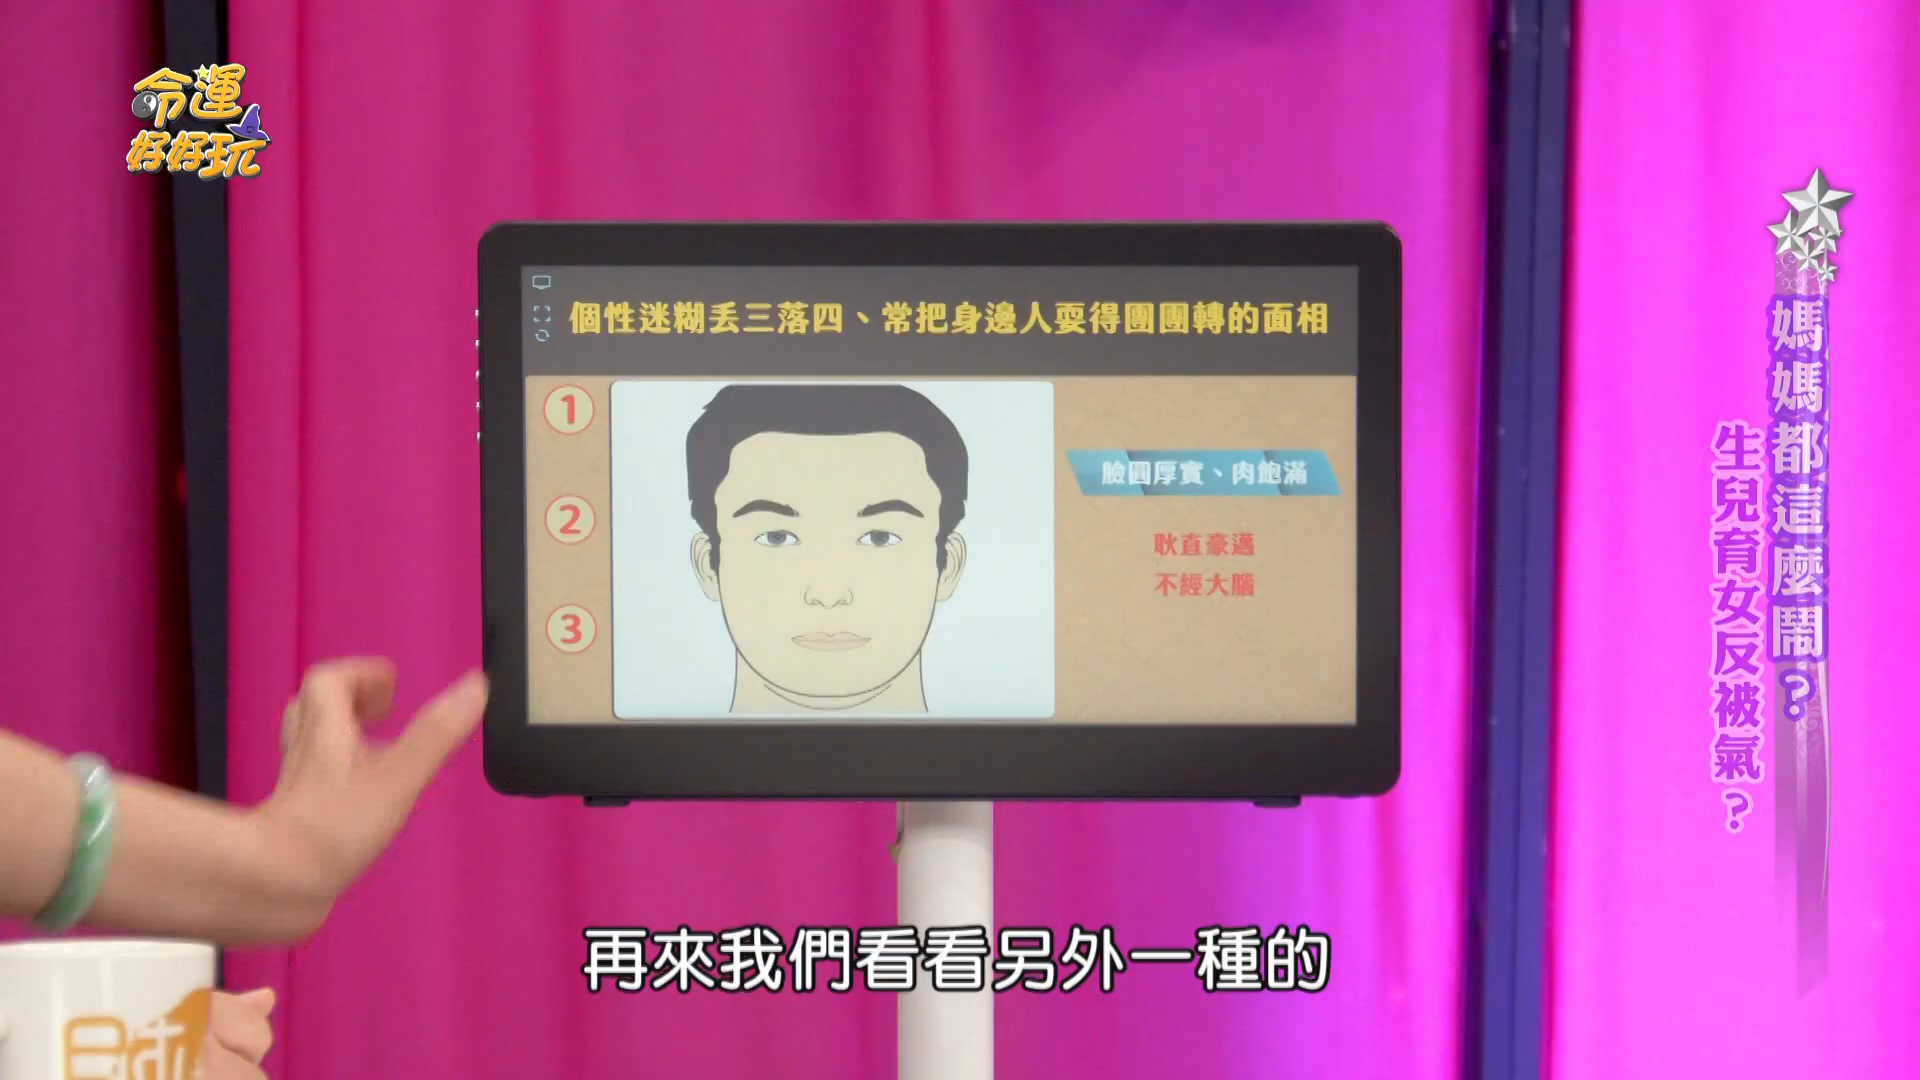 命運
好好玩
個性迷糊丟三落四、常把身邊人耍得團團轉的面相
1
2
3
臉圓厚實、肉飽滿
耿直豪邁
不經大腦
媽媽都這麼鬧？
生兒育女反被氣？
再來我們看看另外一種的